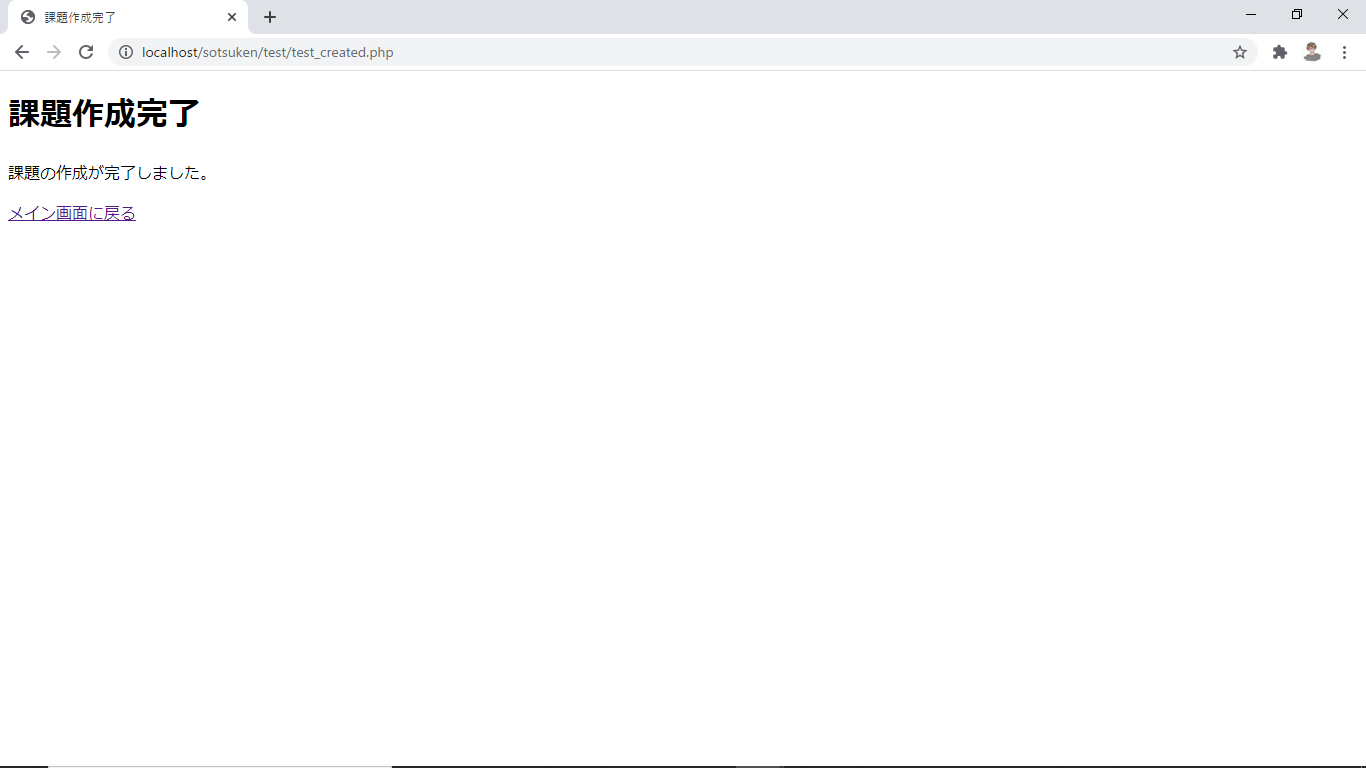 課題作成完了
localhost/sotsuken/test/test_created.php
課題作成完了
課題の作成が完了しました。
メイン画面に戻る